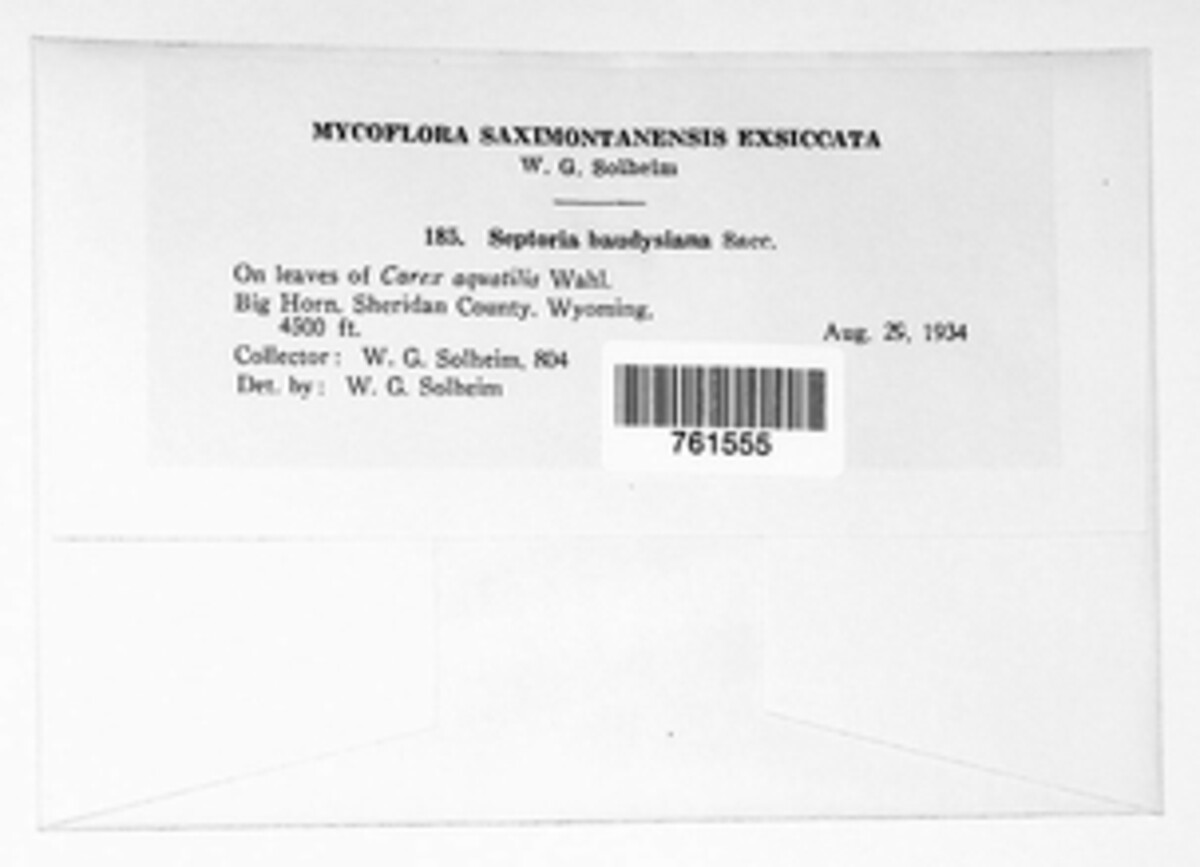 MYCOFLORA SAXIMONTANENSIS EXSICCATA
W. G. Solheim
185. Septoria baudysiana Sacc.
On leaves of Carex aquatilis Wahl.
Big Horn, Sheridan County, Wyoming,
4500 ft.
Aug. 29, 1934
Collector: W. G. Solheim, 804
Det. by: W. G. Solheim
761555